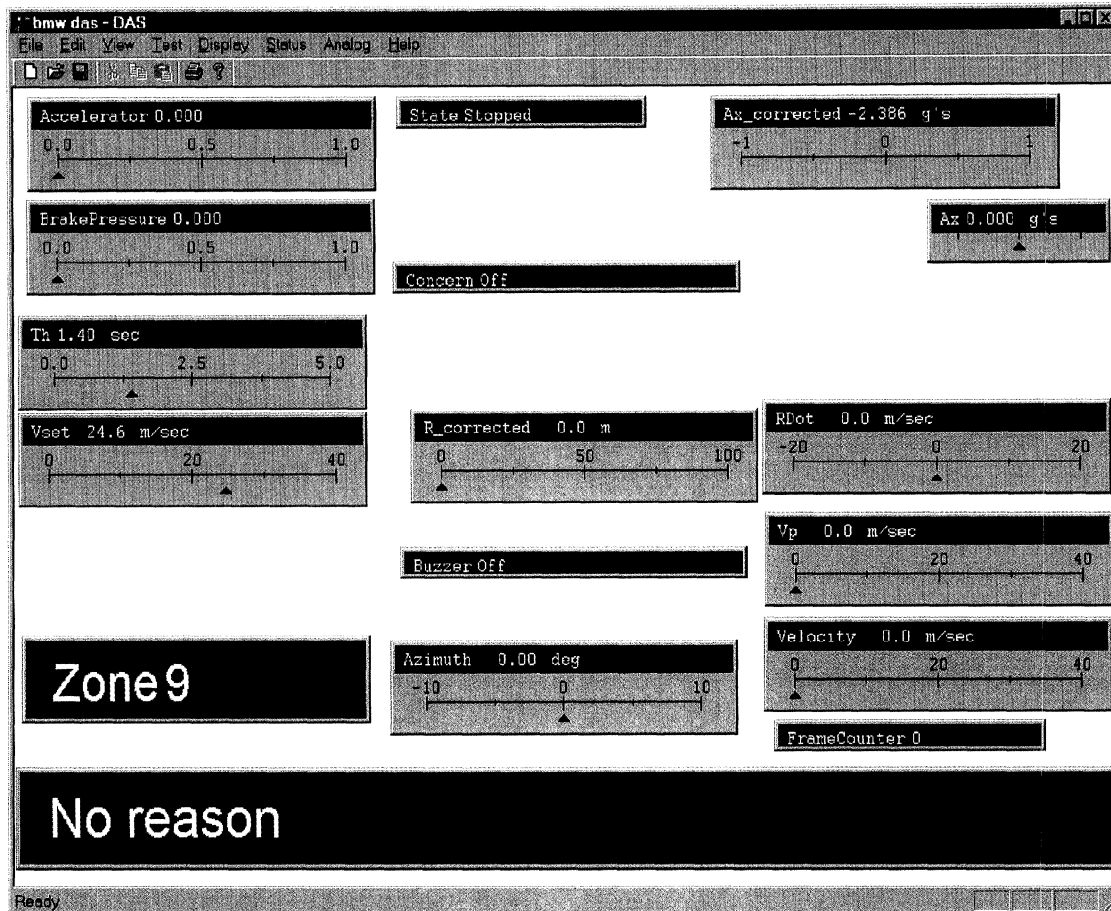 bmw das - DAS
File Edit View Test Display Status Analog Help
Accelerator 0.000
0.0 0.5 1.0
State Stopped
Ax_corrected -2.386 g's
-1 0 1
BrakePressure 0.000
0.0 0.5 1.0
Ax 0.000 g's
Concern Off
Th 1.40 sec
0.0 2.5 5.0
Vset 24.6 m/sec
0 20 40
R_corrected 0.0 m
0 50 100
RDot 0.0 m/sec
-20 0 20
Vp 0.0 m/sec
0 20 40
Buzzer Off
Zone 9
Azimuth 0.00 deg
-10 0 10
Velocity 0.0 m/sec
0 20 40
FrameCounter 0
No reason
Ready